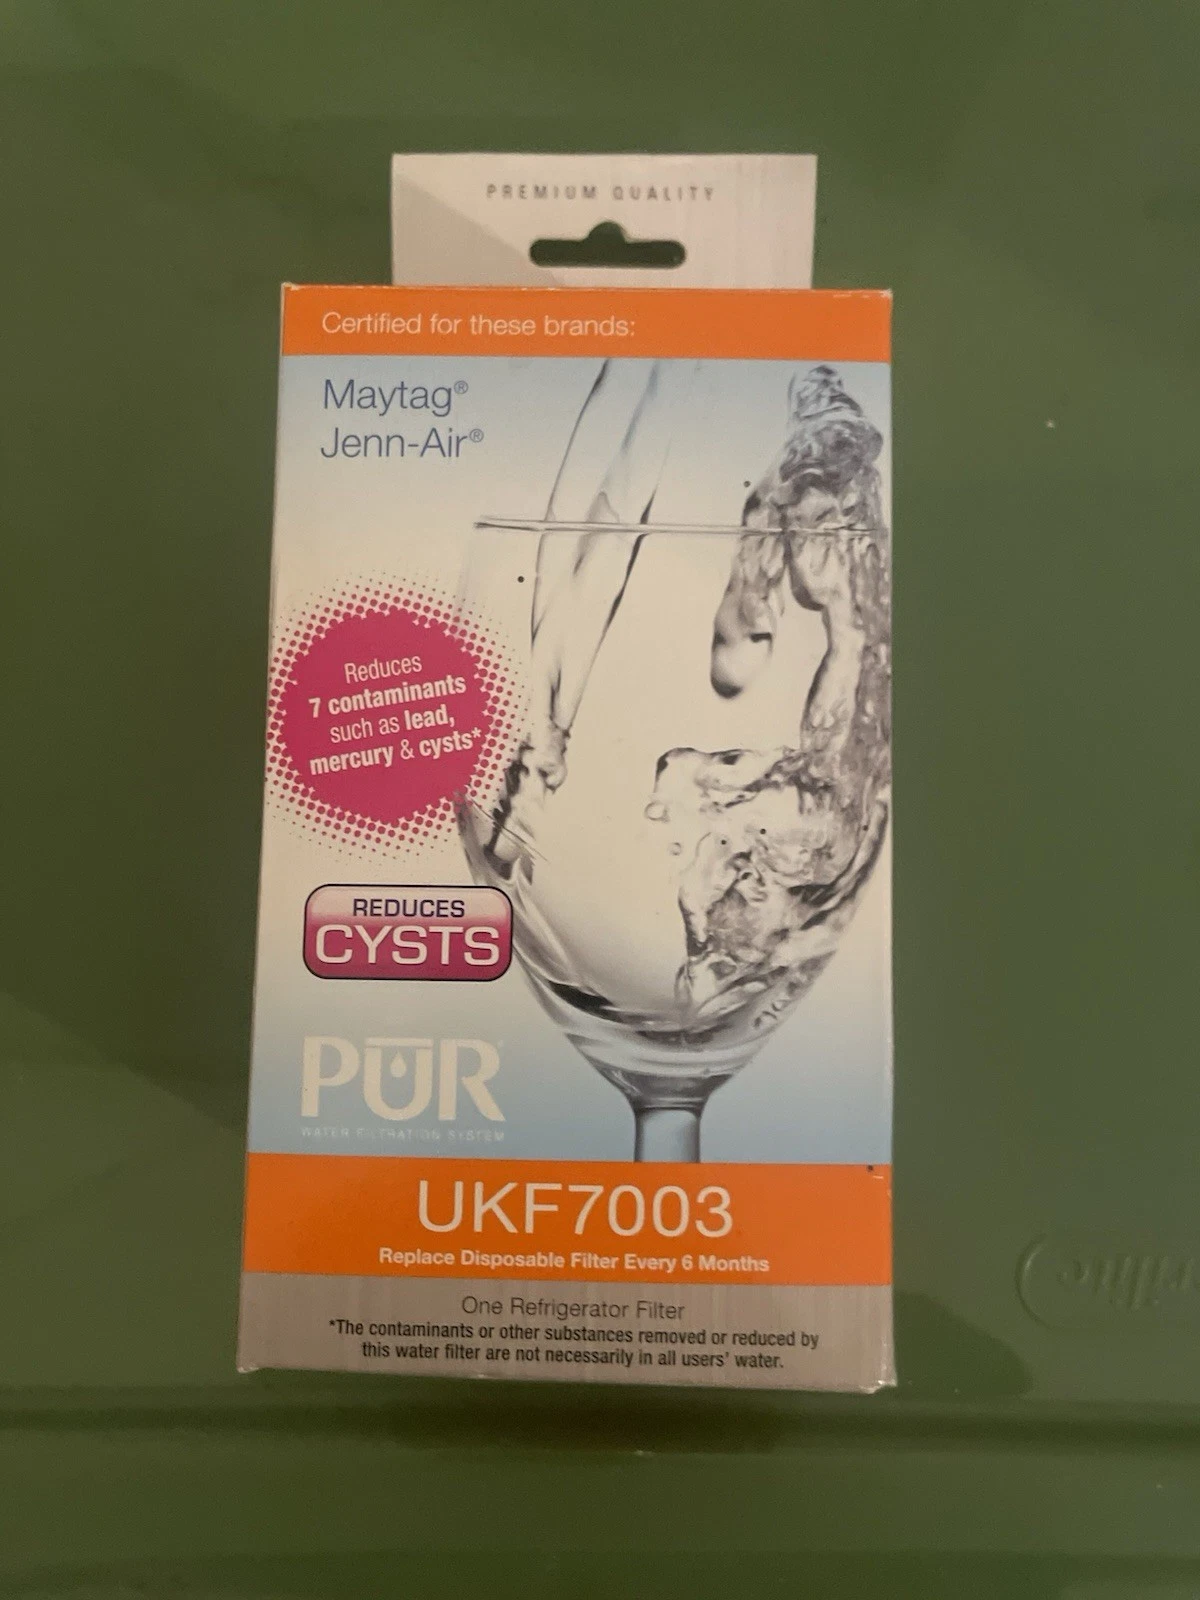 PREMIUM QUALITY
Certified for these brands:
Maytag®
Jenn-Air®
Reduces
7 contaminants
such as lead,
mercury & cysts*
REDUCES
CYSTS
PŪR
WATER FILTRATION SYSTEM
UKF7003
Replace Disposable Filter Every 6 Months
One Refrigerator Filter
*The contaminants or other substances removed or reduced by
this water filter are not necessarily in all users' water.